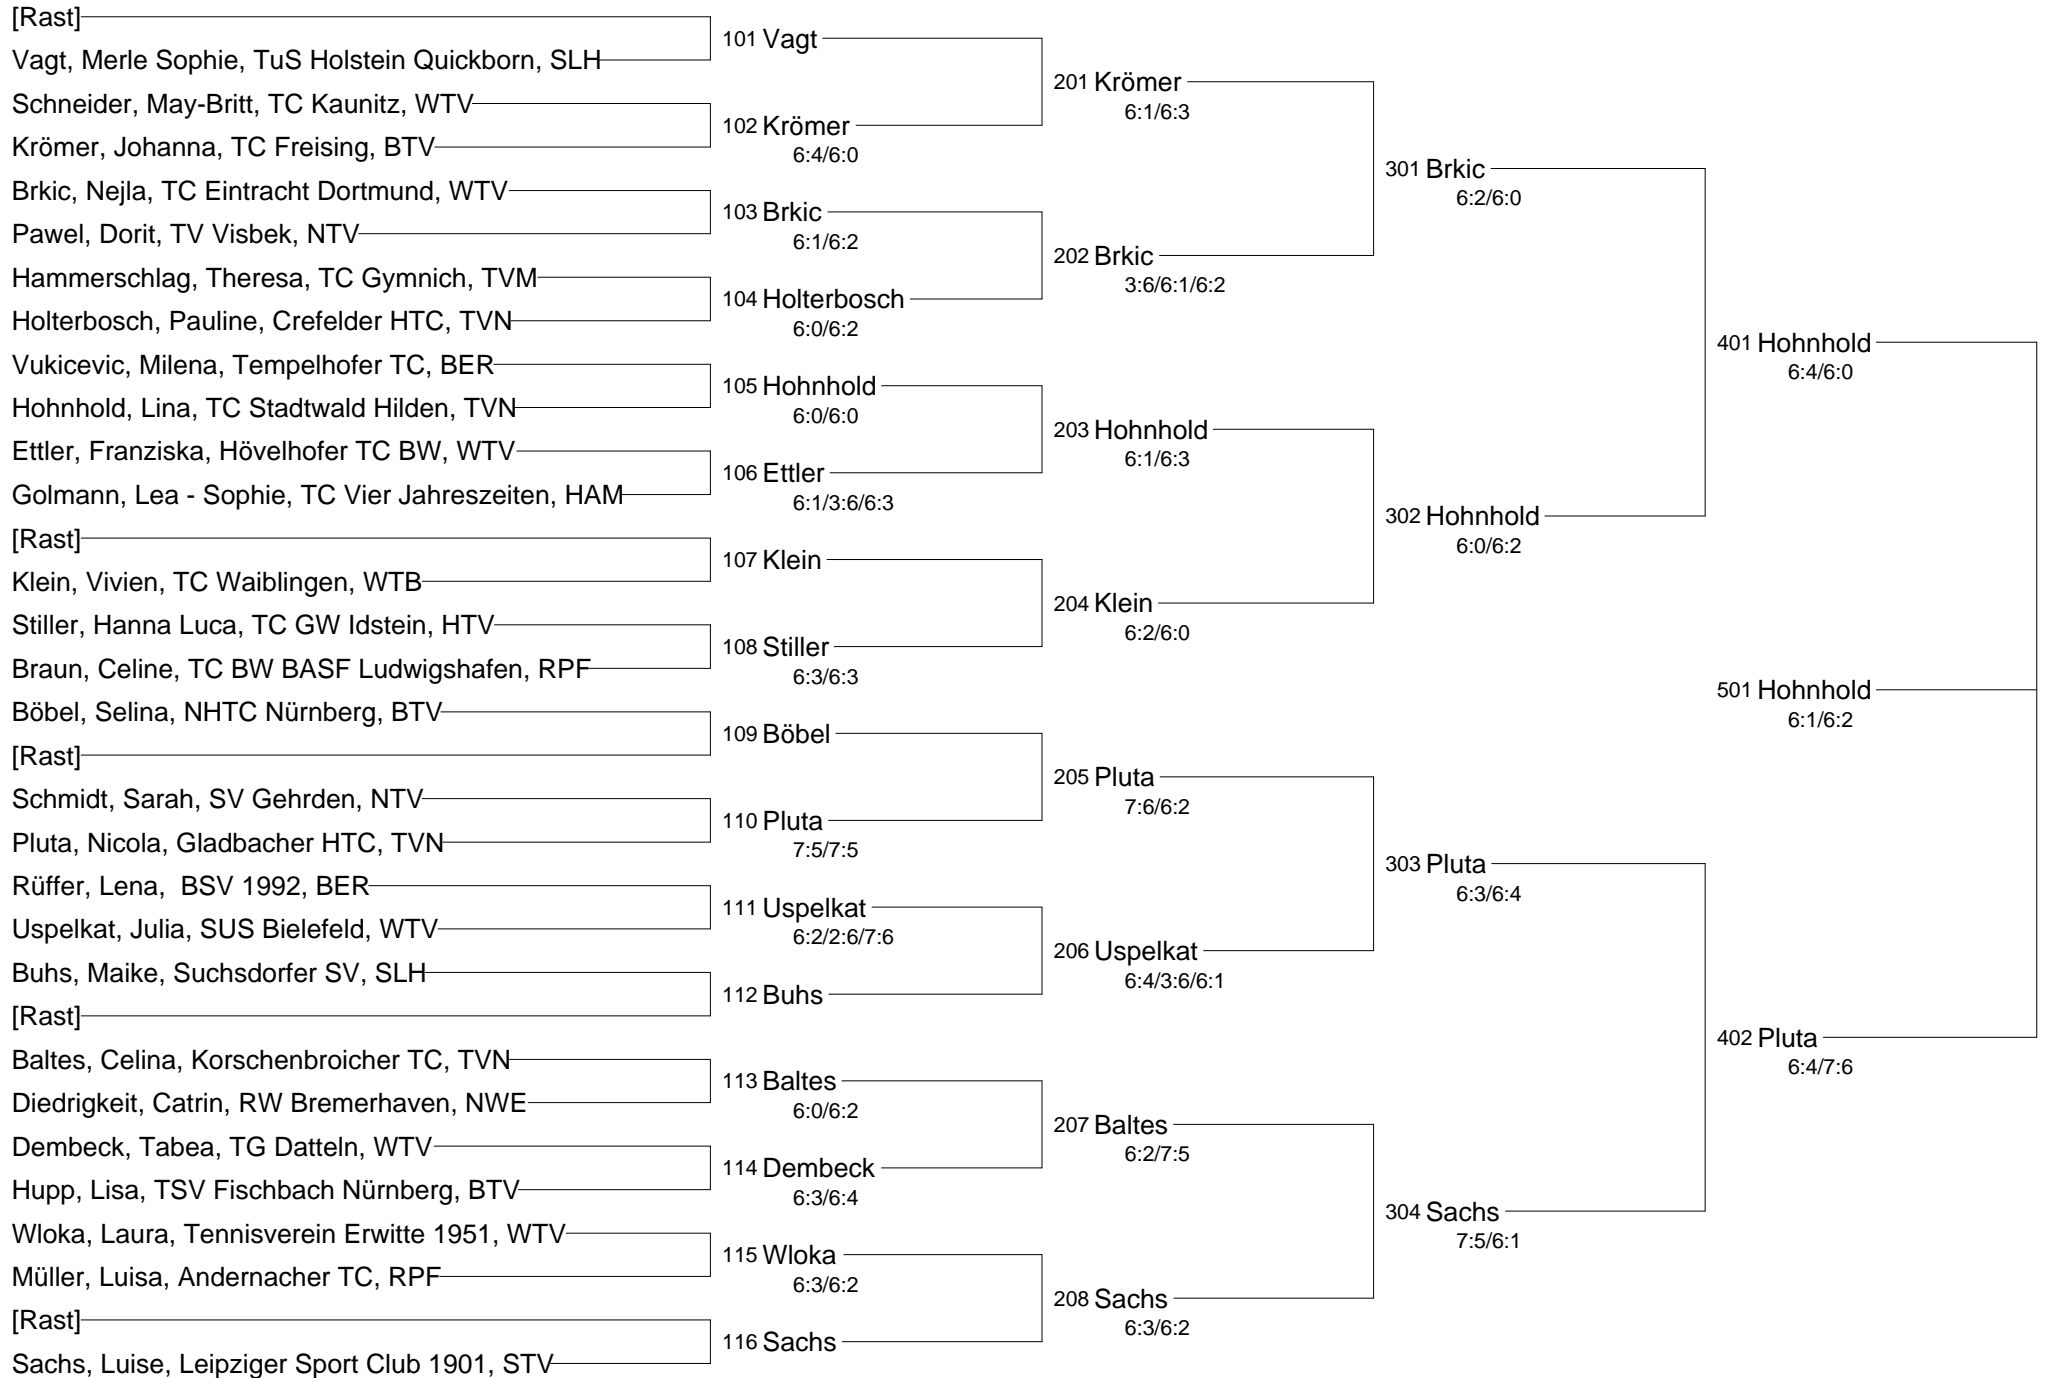 [Rast]
Vagt, Merle Sophie, TuS Holstein Quickborn, SLH
Schneider, May-Britt, TC Kaunitz, WTV
Krömer, Johanna, TC Freising, BTV
Brkic, Nejla, TC Eintracht Dortmund, WTV
Pawel, Dorit, TV Visbek, NTV
Hammerschlag, Theresa, TC Gymnich, TVM
Holterbosch, Pauline, Crefelder HTC, TVN
Vukicevic, Milena, Tempelhofer TC, BER
Hohnhold, Lina, TC Stadtwald Hilden, TVN
Ettler, Franziska, Hövelhofer TC BW, WTV
Golmann, Lea - Sophie, TC Vier Jahreszeiten, HAM
[Rast]
Klein, Vivien, TC Waiblingen, WTB
Stiller, Hanna Luca, TC GW Idstein, HTV
Braun, Celine, TC BW BASF Ludwigshafen, RPF
Böbel, Selina, NHTC Nürnberg, BTV
[Rast]
Schmidt, Sarah, SV Gehrden, NTV
Pluta, Nicola, Gladbacher HTC, TVN
Rüffer, Lena, BSV 1992, BER
Uspelkat, Julia, SUS Bielefeld, WTV
Buhs, Maike, Suchsdorfer SV, SLH
[Rast]
Baltes, Celina, Korschenbroicher TC, TVN
Diedrigkeit, Catrin, RW Bremerhaven, NWE
Dembeck, Tabea, TG Datteln, WTV
Hupp, Lisa, TSV Fischbach Nürnberg, BTV
Wloka, Laura, Tennisverein Erwitte 1951, WTV
Müller, Luisa, Andernacher TC, RPF
[Rast]
Sachs, Luise, Leipziger Sport Club 1901, STV
101 Vagt
102 Krömer
6:4/6:0
103 Brkic
6:1/6:2
104 Holterbosch
6:0/6:2
105 Hohnhold
6:0/6:0
106 Ettler
6:1/3:6/6:3
107 Klein
108 Stiller
6:3/6:3
109 Böbel
110 Pluta
7:5/7:5
111 Uspelkat
6:2/2:6/7:6
112 Buhs
113 Baltes
6:0/6:2
114 Dembeck
6:3/6:4
115 Wloka
6:3/6:2
116 Sachs
201 Krömer
6:1/6:3
202 Brkic
3:6/6:1/6:2
203 Hohnhold
6:1/6:3
204 Klein
6:2/6:0
205 Pluta
7:6/6:2
206 Uspelkat
6:4/3:6/6:1
207 Baltes
6:2/7:5
208 Sachs
6:3/6:2
301 Brkic
6:2/6:0
302 Hohnhold
6:0/6:2
303 Pluta
6:3/6:4
304 Sachs
7:5/6:1
401 Hohnhold
6:4/6:0
501 Hohnhold
6:1/6:2
402 Pluta
6:4/7:6